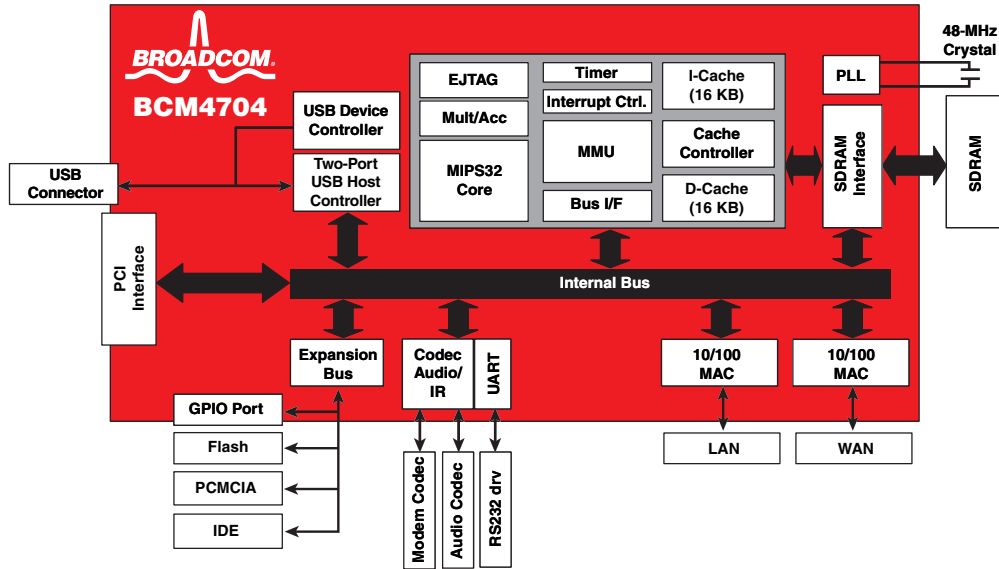 BROADCOM®
BCM4704
48-MHz
Crystal
EJTAG
Mult/Acc
MIPS32
Core
Timer
Interrupt Ctrl.
MMU
Bus I/F
I-Cache
(16 KB)
Cache
Controller
D-Cache
(16 KB)
PLL
SDRAM
Interface
SDRAM
USB Device
Controller
Two-Port
USB Host
Controller
USB
Connector
PCI
Interface
Internal Bus
Expansion
Bus
Codec
Audio/
IR
UART
10/100
MAC
10/100
MAC
GPIO Port
Flash
PCMCIA
IDE
Modem Codec
Audio Codec
RS232 drv
LAN
WAN